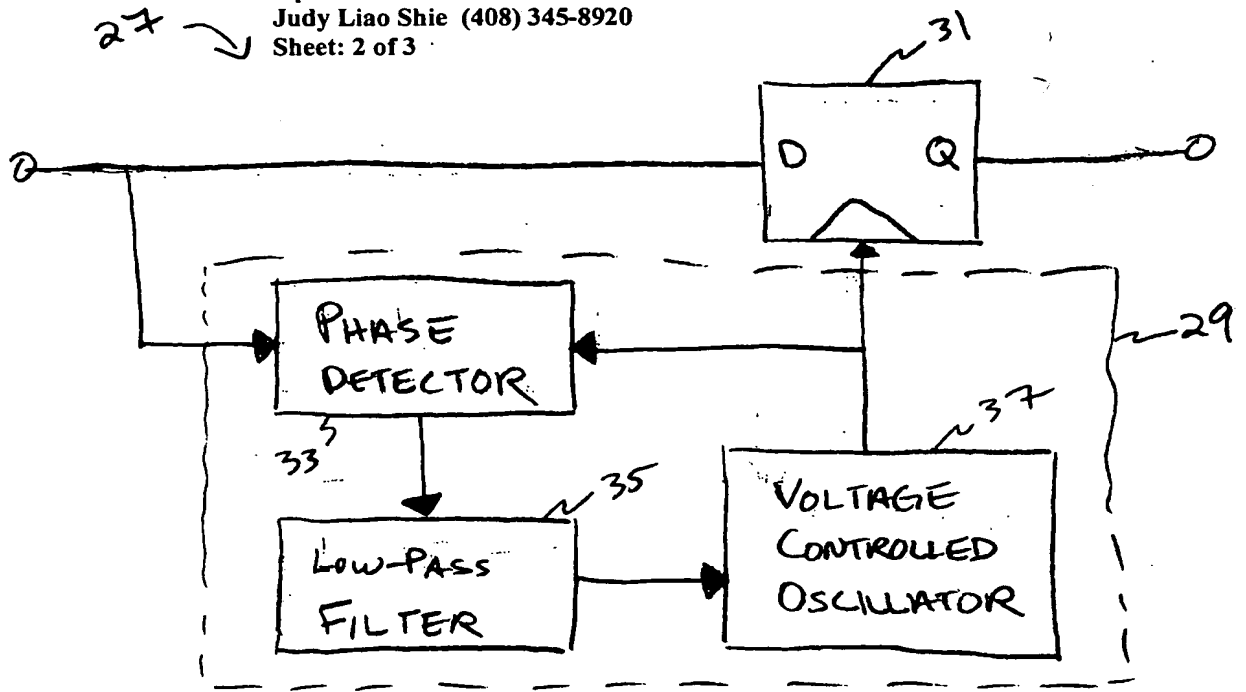 27
Judy Liao Shie (408) 345-8920
Sheet: 2 of 3
31
D Q
PHASE
DETECTOR
29
33
37
35
LOW-PASS
FILTER
VOLTAGE
CONTROLLED
OSCILLATOR